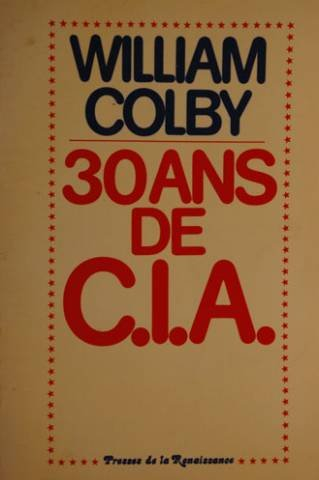 WILLIAM
COLBY
30 ANS
DE
C.I.A.
Presses de la Renaissance